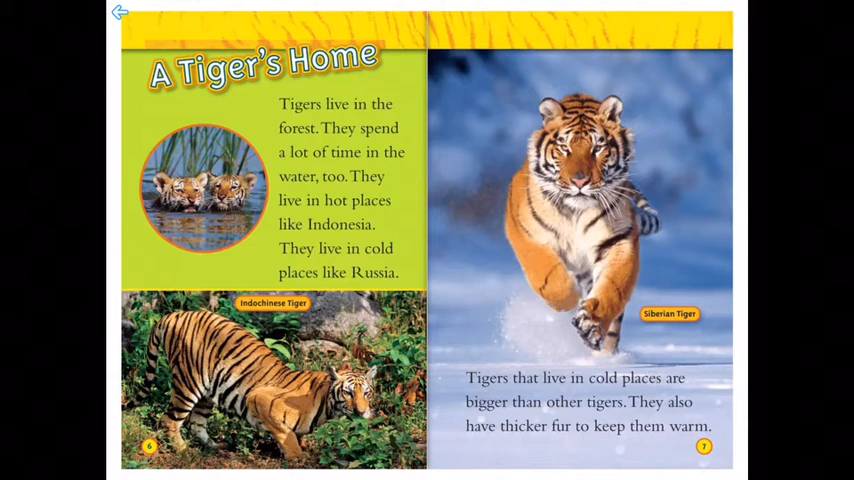 A Tiger's Home
Tigers live in the
forest. They spend
a lot of time in the
water, too. They
live in hot places
like Indonesia.
They live in cold
places like Russia.
Indochinese Tiger
6
Siberian Tiger
Tigers that live in cold places are
bigger than other tigers. They also
have thicker fur to keep them warm.
7